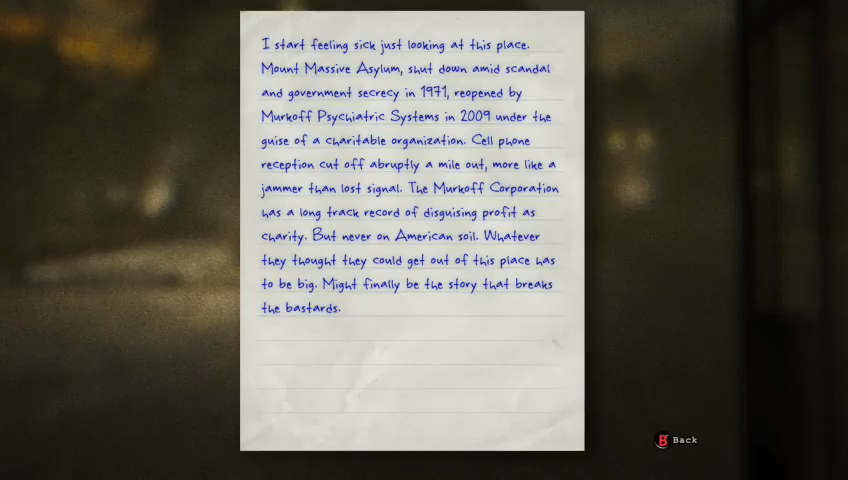 I start feeling sick just looking at this place.
Mount Massive Asylum, shut down amid scandal
and government secrecy in 1971, reopened by
Murkoff Psychiatric Systems in 2009 under the
guise of a charitable organization. Cell phone
reception cut off abruptly a mile out, more like a
jammer than lost signal. The Murkoff Corporation
has a long track record of disguising profit as
charity. But never on American soil. Whatever
they thought they could get out of this place has
to be big. Might finally be the story that breaks
the bastards.
B Back